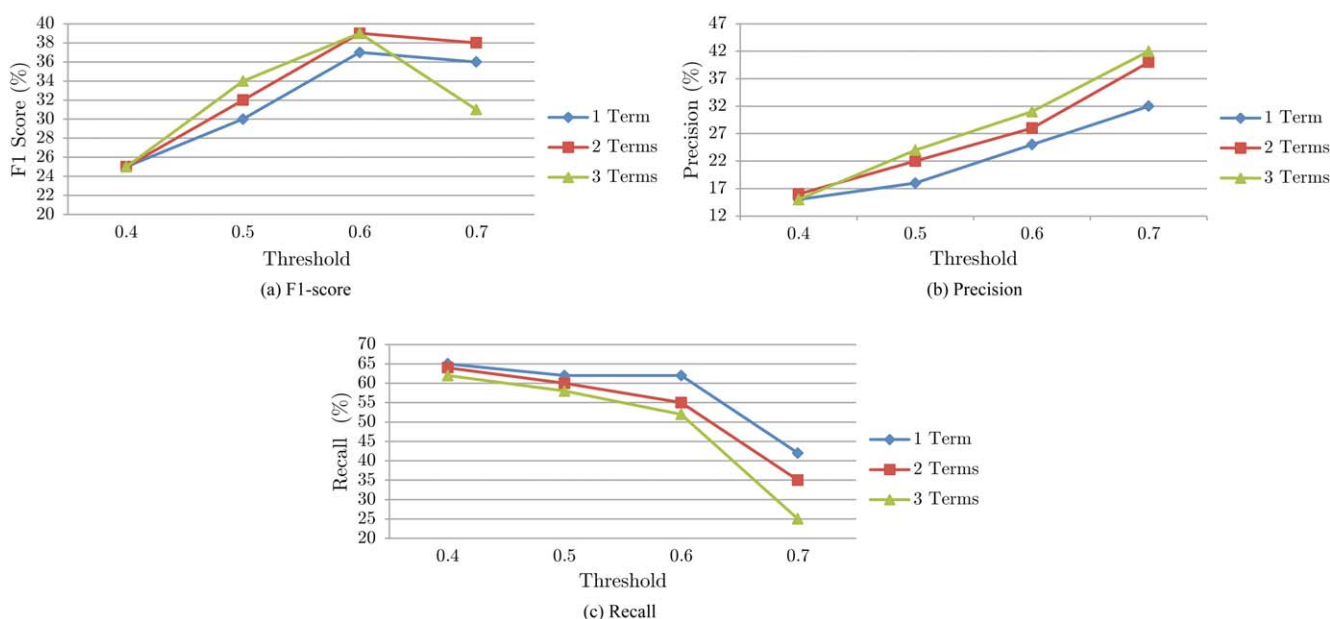 40
38
36
34
32
30
28
26
24
22
20
F1 Score (%)
0.4 0.5 0.6 0.7
Threshold
1 Term
2 Terms
3 Terms
(a) F1-score
47
42
37
32
27
22
17
12
Precision (%)
0.4 0.5 0.6 0.7
Threshold
1 Term
2 Terms
3 Terms
(b) Precision
70
65
60
55
50
45
40
35
30
25
20
Recall (%)
0.4 0.5 0.6 0.7
Threshold
1 Term
2 Terms
3 Terms
(c) Recall